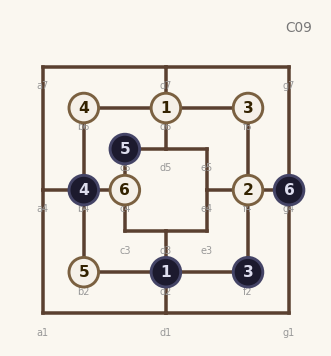 C09
a7 d7 g7
4 1 3
b6 d6 f6
5
c5 d5 e5
4 6 2 6
a4 b4 c4 e4 f4 g4
c3 d3 e3
5 1 3
b2 d2 f2
a1 d1 g1